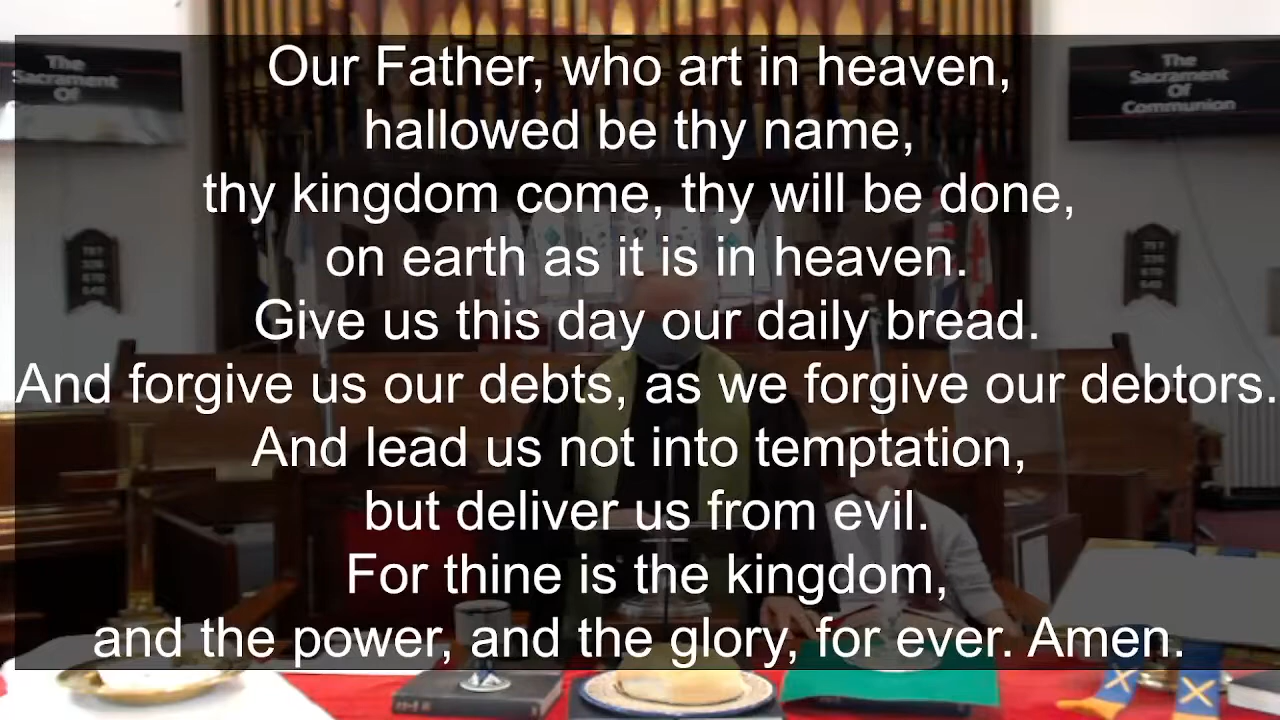 Our Father, who art in heaven,
hallowed be thy name,
thy kingdom come, thy will be done,
on earth as it is in heaven.
Give us this day our daily bread.
And forgive us our debts, as we forgive our debtors.
And lead us not into temptation,
but deliver us from evil.
For thine is the kingdom,
and the power, and the glory, for ever. Amen.
The
Sacrament
Of
The
Sacrament
Of
Communion